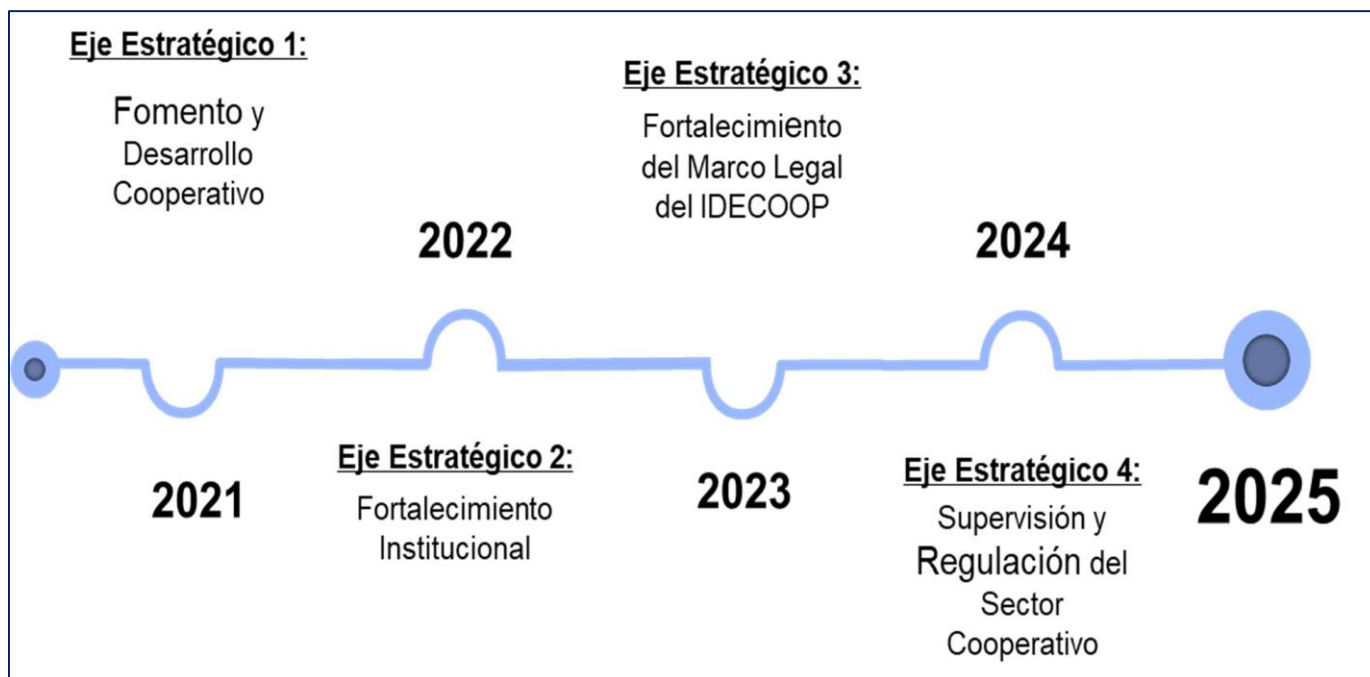 Eje Estratégico 1:
Fomento y
Desarrollo
Cooperativo
2021
2022
Eje Estratégico 2:
Fortalecimiento
Institucional
Eje Estratégico 3:
Fortalecimiento
del Marco Legal
del IDECOOP
2023
2024
Eje Estratégico 4:
Supervisión y
Regulación del
Sector
Cooperativo
2025